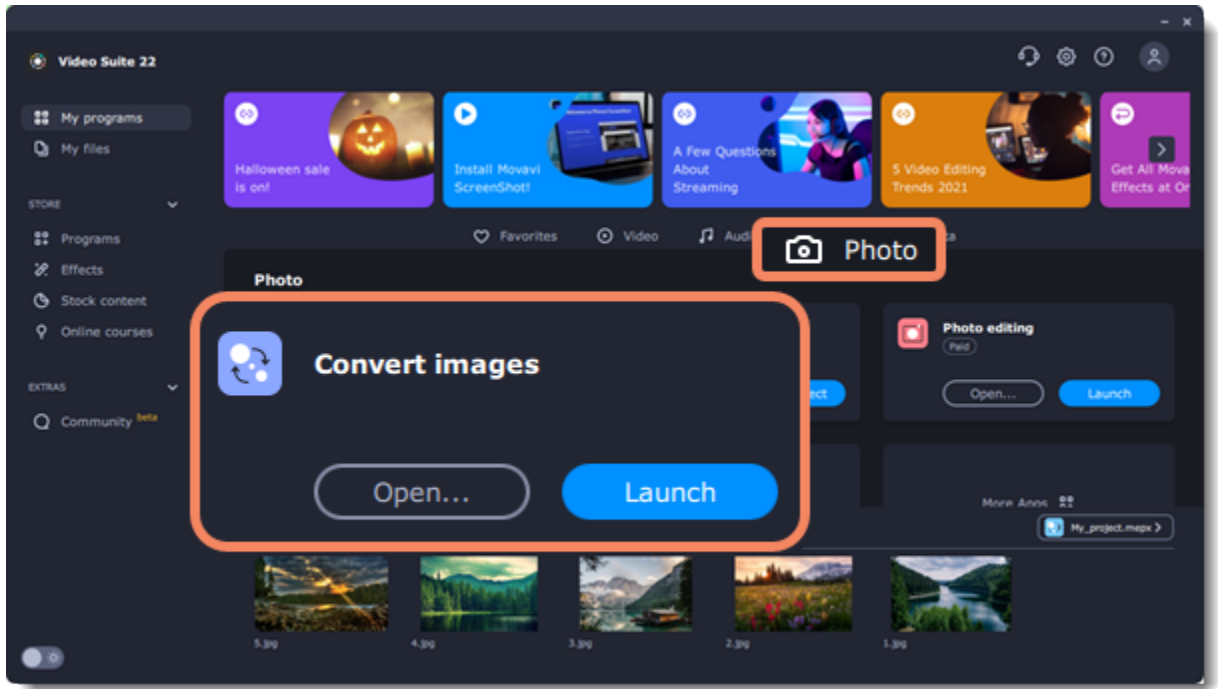 Video Suite 22
My programs
My files
STORE
Programs
Effects
Stock content
Online courses
EXTRAS
Community beta
Halloween sale
is on!
Install Movavi
ScreenShot!
A Few Questions
About
Streaming
5 Video Editing
Trends 2021
Get All Mova
Effects at Or
Favorites
Video
Audi
Photo
ta
Photo
Convert images
Open...
Launch
ect
Photo editing
Paid
Open...
Launch
More Apps
My_project.mepx
5.jpg
4.jpg
3.jpg
2.jpg
1.jpg